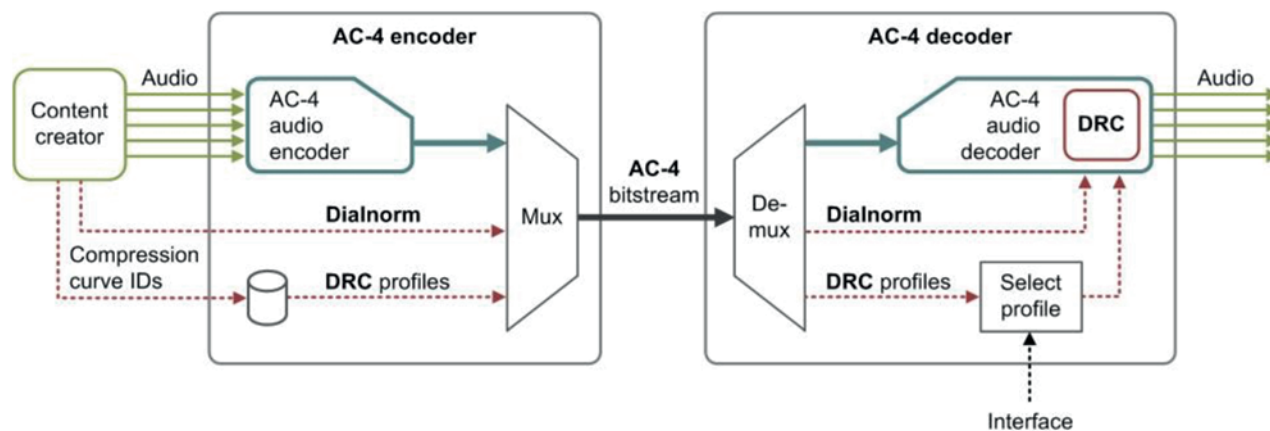 AC-4 encoder
AC-4 decoder
Content
creator
Audio
AC-4
audio
encoder
Dialnorm
Compression
curve IDs
DRC profiles
Mux
AC-4
bitstream
De-
mux
AC-4
audio
decoder
DRC
Audio
Dialnorm
DRC profiles
Select
profile
Interface